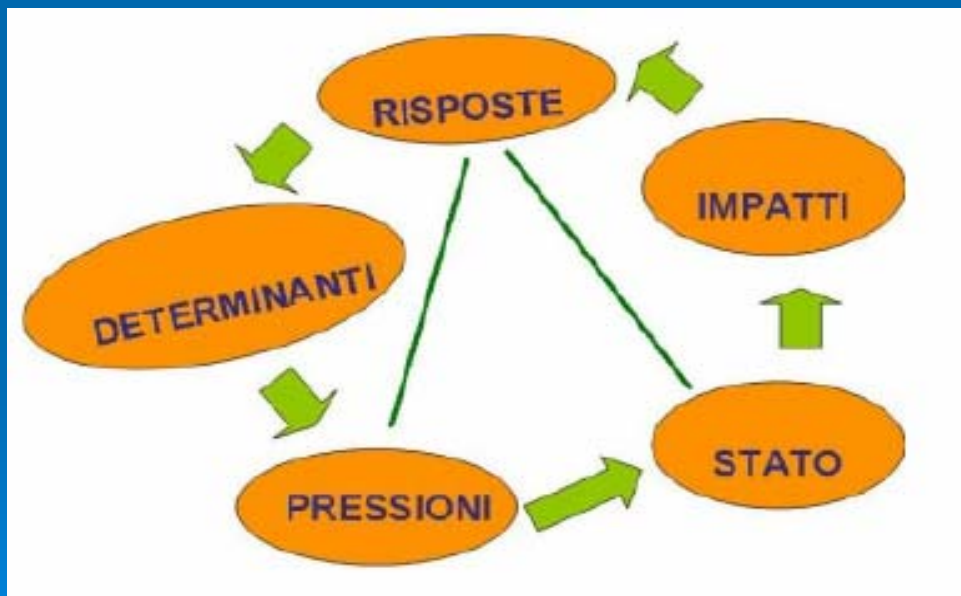 RISPOSTE
IMPATTI
DETERMINANTI
STATO
PRESSIONI